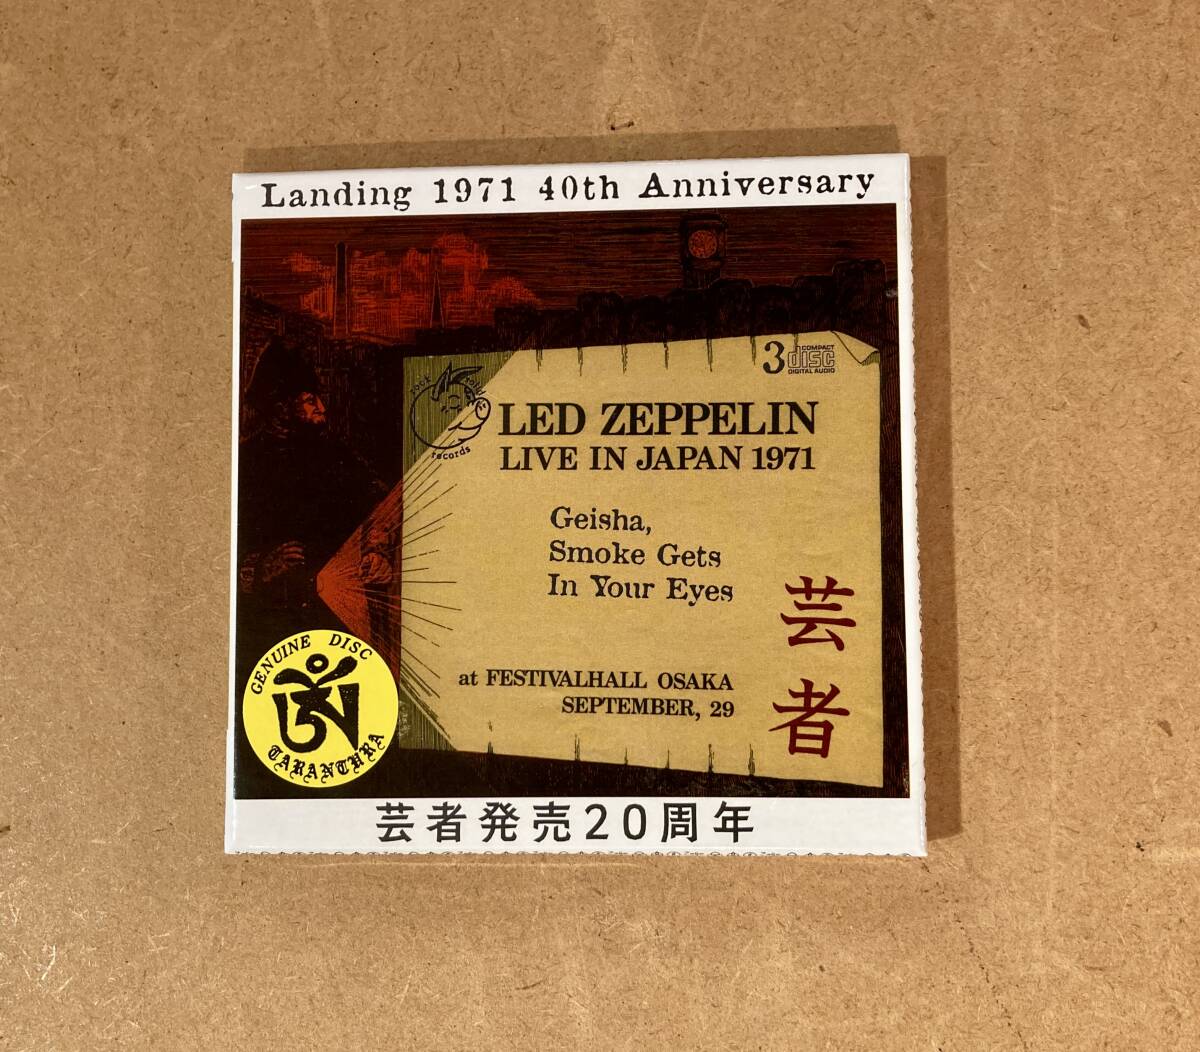 Landing 1971 40th Anniversary
3 COMPACT
disc
DIGITAL AUDIO
rock solid
records
LED ZEPPELIN
LIVE IN JAPAN 1971
Geisha,
Smoke Gets
In Your Eyes
芸者
at FESTIVALHALL OSAKA
SEPTEMBER, 29
GENUINE DISC
TARANTURA
芸者発売20周年